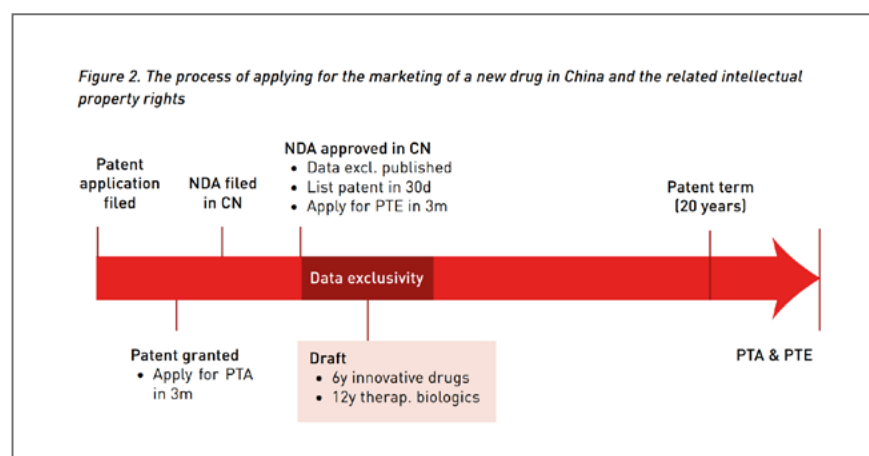 Figure 2. The process of applying for the marketing of a new drug in China and the related intellectual
property rights
Patent
application
filed
NDA filed
in CN
NDA approved in CN
• Data excl. published
• List patent in 30d
• Apply for PTE in 3m
Patent term
(20 years)
Data exclusivity
Patent granted
• Apply for PTA
in 3m
Draft
• 6y innovative drugs
• 12y therap. biologics
PTA & PTE